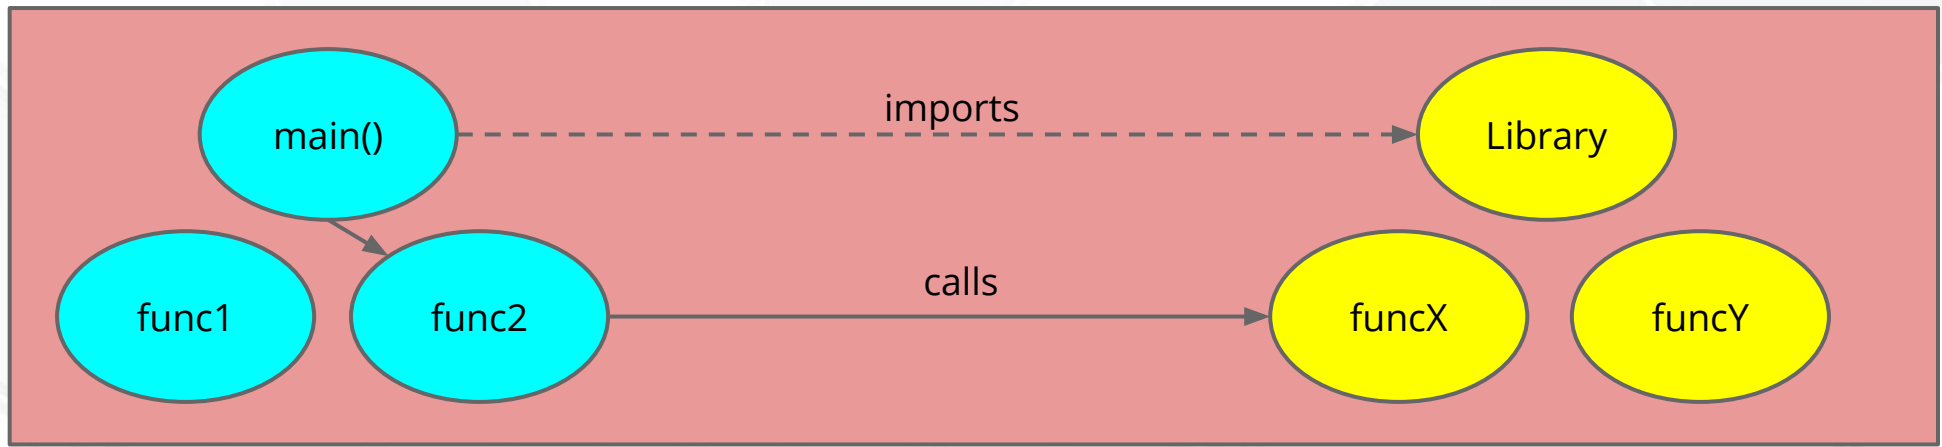 main()
imports
Library
func1
func2
calls
funcX
funcY